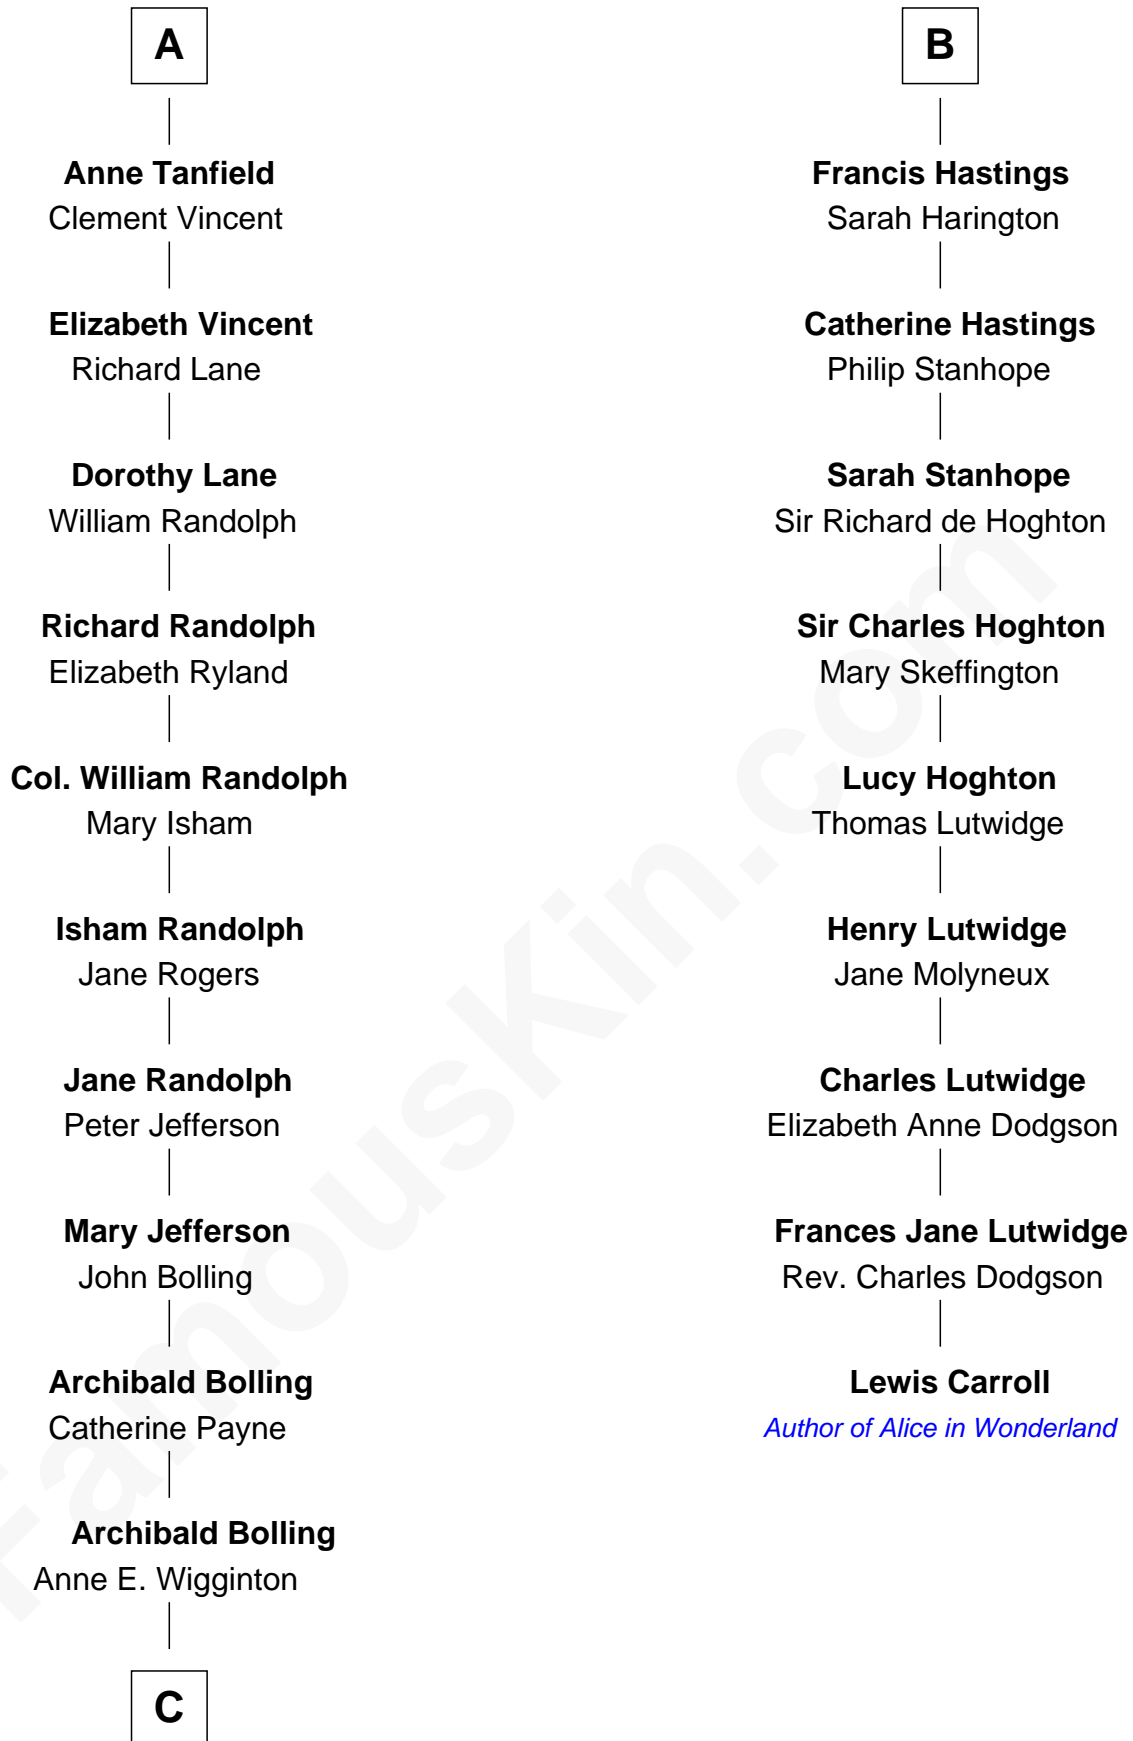 A
Anne Tanfield
Clement Vincent
Elizabeth Vincent
Richard Lane
Dorothy Lane
William Randolph
Richard Randolph
Elizabeth Ryland
Col. William Randolph
Mary Isham
Isham Randolph
Jane Rogers
Jane Randolph
Peter Jefferson
Mary Jefferson
John Bolling
Archibald Bolling
Catherine Payne
Archibald Bolling
Anne E. Wigginton
C
B
Francis Hastings
Sarah Harington
Catherine Hastings
Philip Stanhope
Sarah Stanhope
Sir Richard de Hoghton
Sir Charles Hoghton
Mary Skeffington
Lucy Hoghton
Thomas Lutwidge
Henry Lutwidge
Jane Molyneux
Charles Lutwidge
Elizabeth Anne Dodgson
Frances Jane Lutwidge
Rev. Charles Dodgson
Lewis Carroll
Author of Alice in Wonderland
FamousKin.com